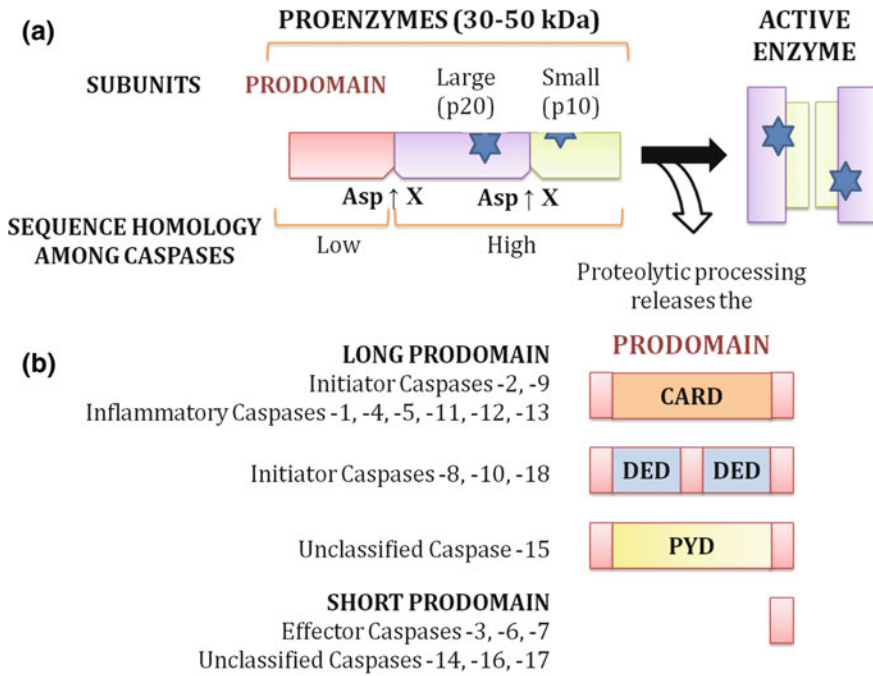 (a)
PROENZYMES (30-50 kDa)
ACTIVE
ENZYME
SUBUNITS
PRODOMAIN
Large
(p20)
Small
(p10)
Asp ↑ X
Asp ↑ X
SEQUENCE HOMOLOGY
AMONG CASPASES
Low
High
Proteolytic processing
releases the
(b)
LONG PRODOMAIN
PRODOMAIN
Initiator Caspases -2, -9
Inflammatory Caspases -1, -4, -5, -11, -12, -13
CARD
Initiator Caspases -8, -10, -18
DED
DED
Unclassified Caspase -15
PYD
SHORT PRODOMAIN
Effector Caspases -3, -6, -7
Unclassified Caspases -14, -16, -17